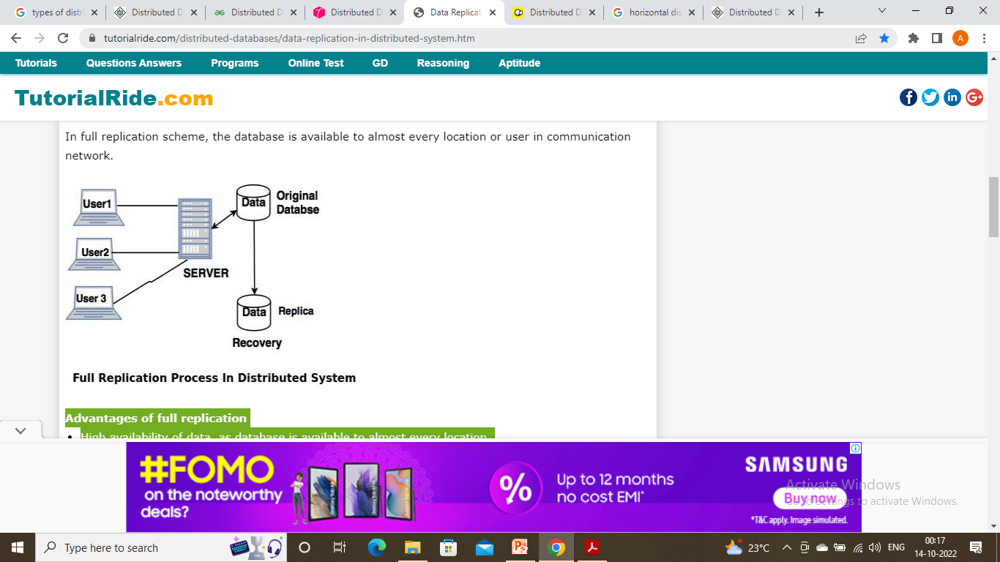 types of distri
Distributed D
Distributed D
Distributed D
Data Replicat
Distributed D
horizontal dis
Distributed D
tutorialride.com/distributed-databases/data-replication-in-distributed-system.htm
A
Tutorials Questions Answers Programs Online Test GD Reasoning Aptitude
TutorialRide.com
In full replication scheme, the database is available to almost every location or user in communication
network.
User1
User2
User 3
SERVER
Data
Original
Databse
Data
Replica
Recovery
Full Replication Process In Distributed System
Advantages of full replication
• High availability of data, as database is available to almost every location
#FOMO
on the noteworthy
deals?
%
Up to 12 months
no cost EMI*
SAMSUNG
Buy now
*T&C apply. Image simulated.
Activate Windows
Go to Settings to activate Windows.
Type here to search
23°C
ENG
00:17
14-10-2022